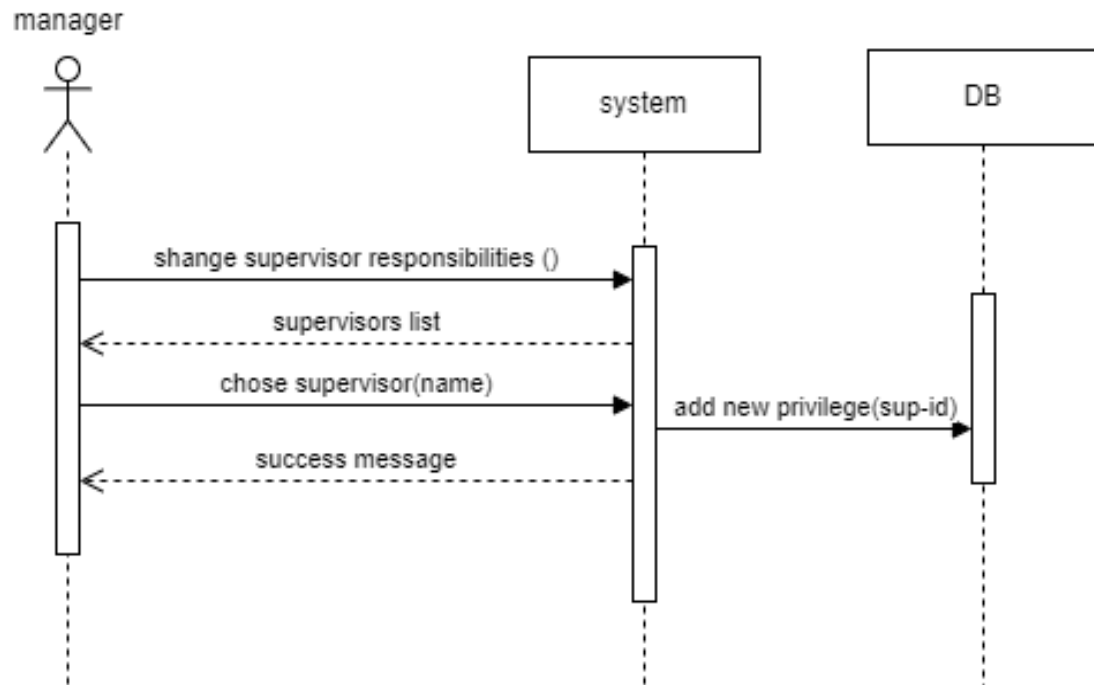 manager
system
DB
shange supervisor responsibilities ()
supervisors list
chose supervisor(name)
add new privilege(sup-id)
success message